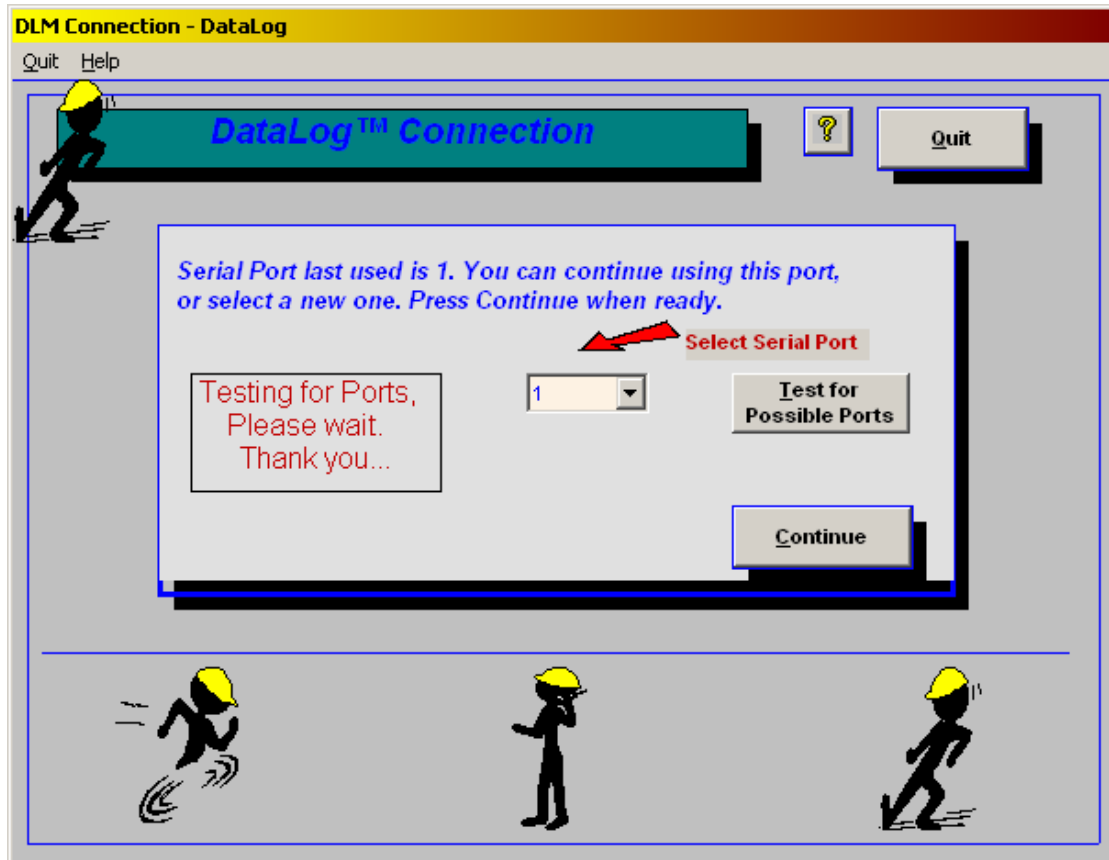 DLM Connection - DataLog
Quit Help
DataLog™ Connection
?
Quit
Serial Port last used is 1. You can continue using this port,
or select a new one. Press Continue when ready.
Select Serial Port
Testing for Ports,
Please wait.
Thank you...
1
Test for
Possible Ports
Continue